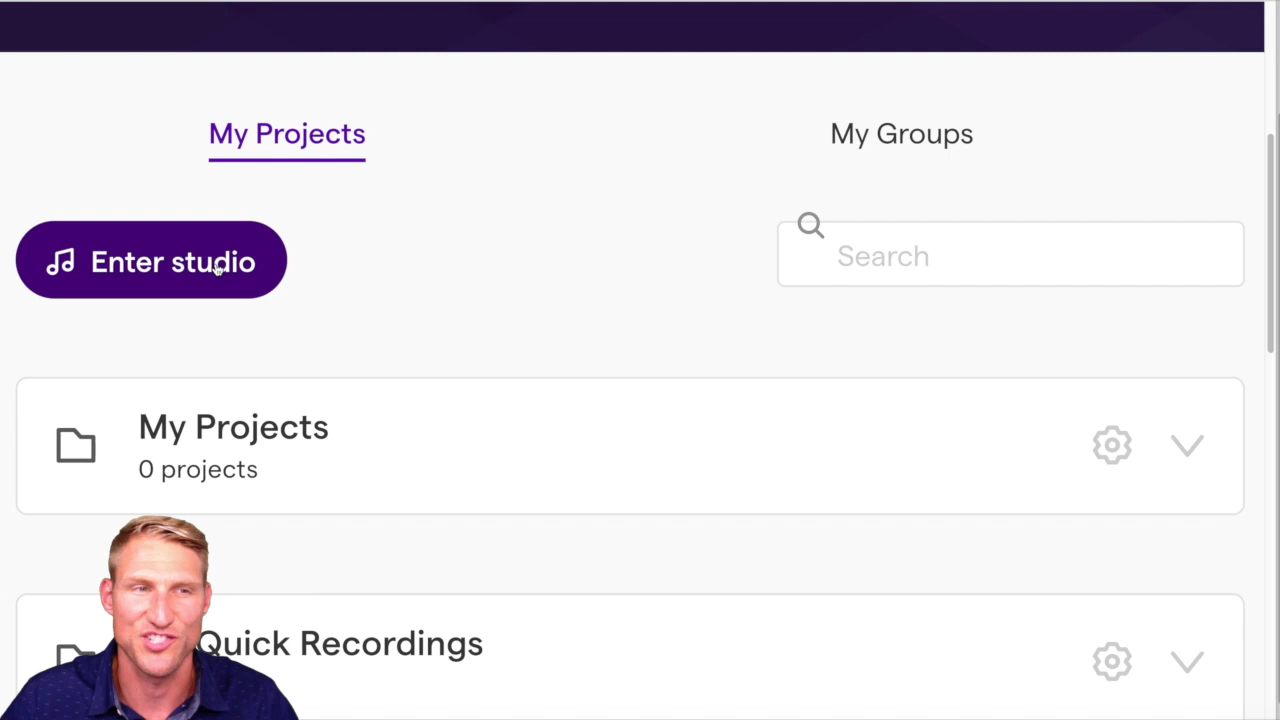 My Projects
My Groups
Enter studio
Search
My Projects
0 projects
Quick Recordings